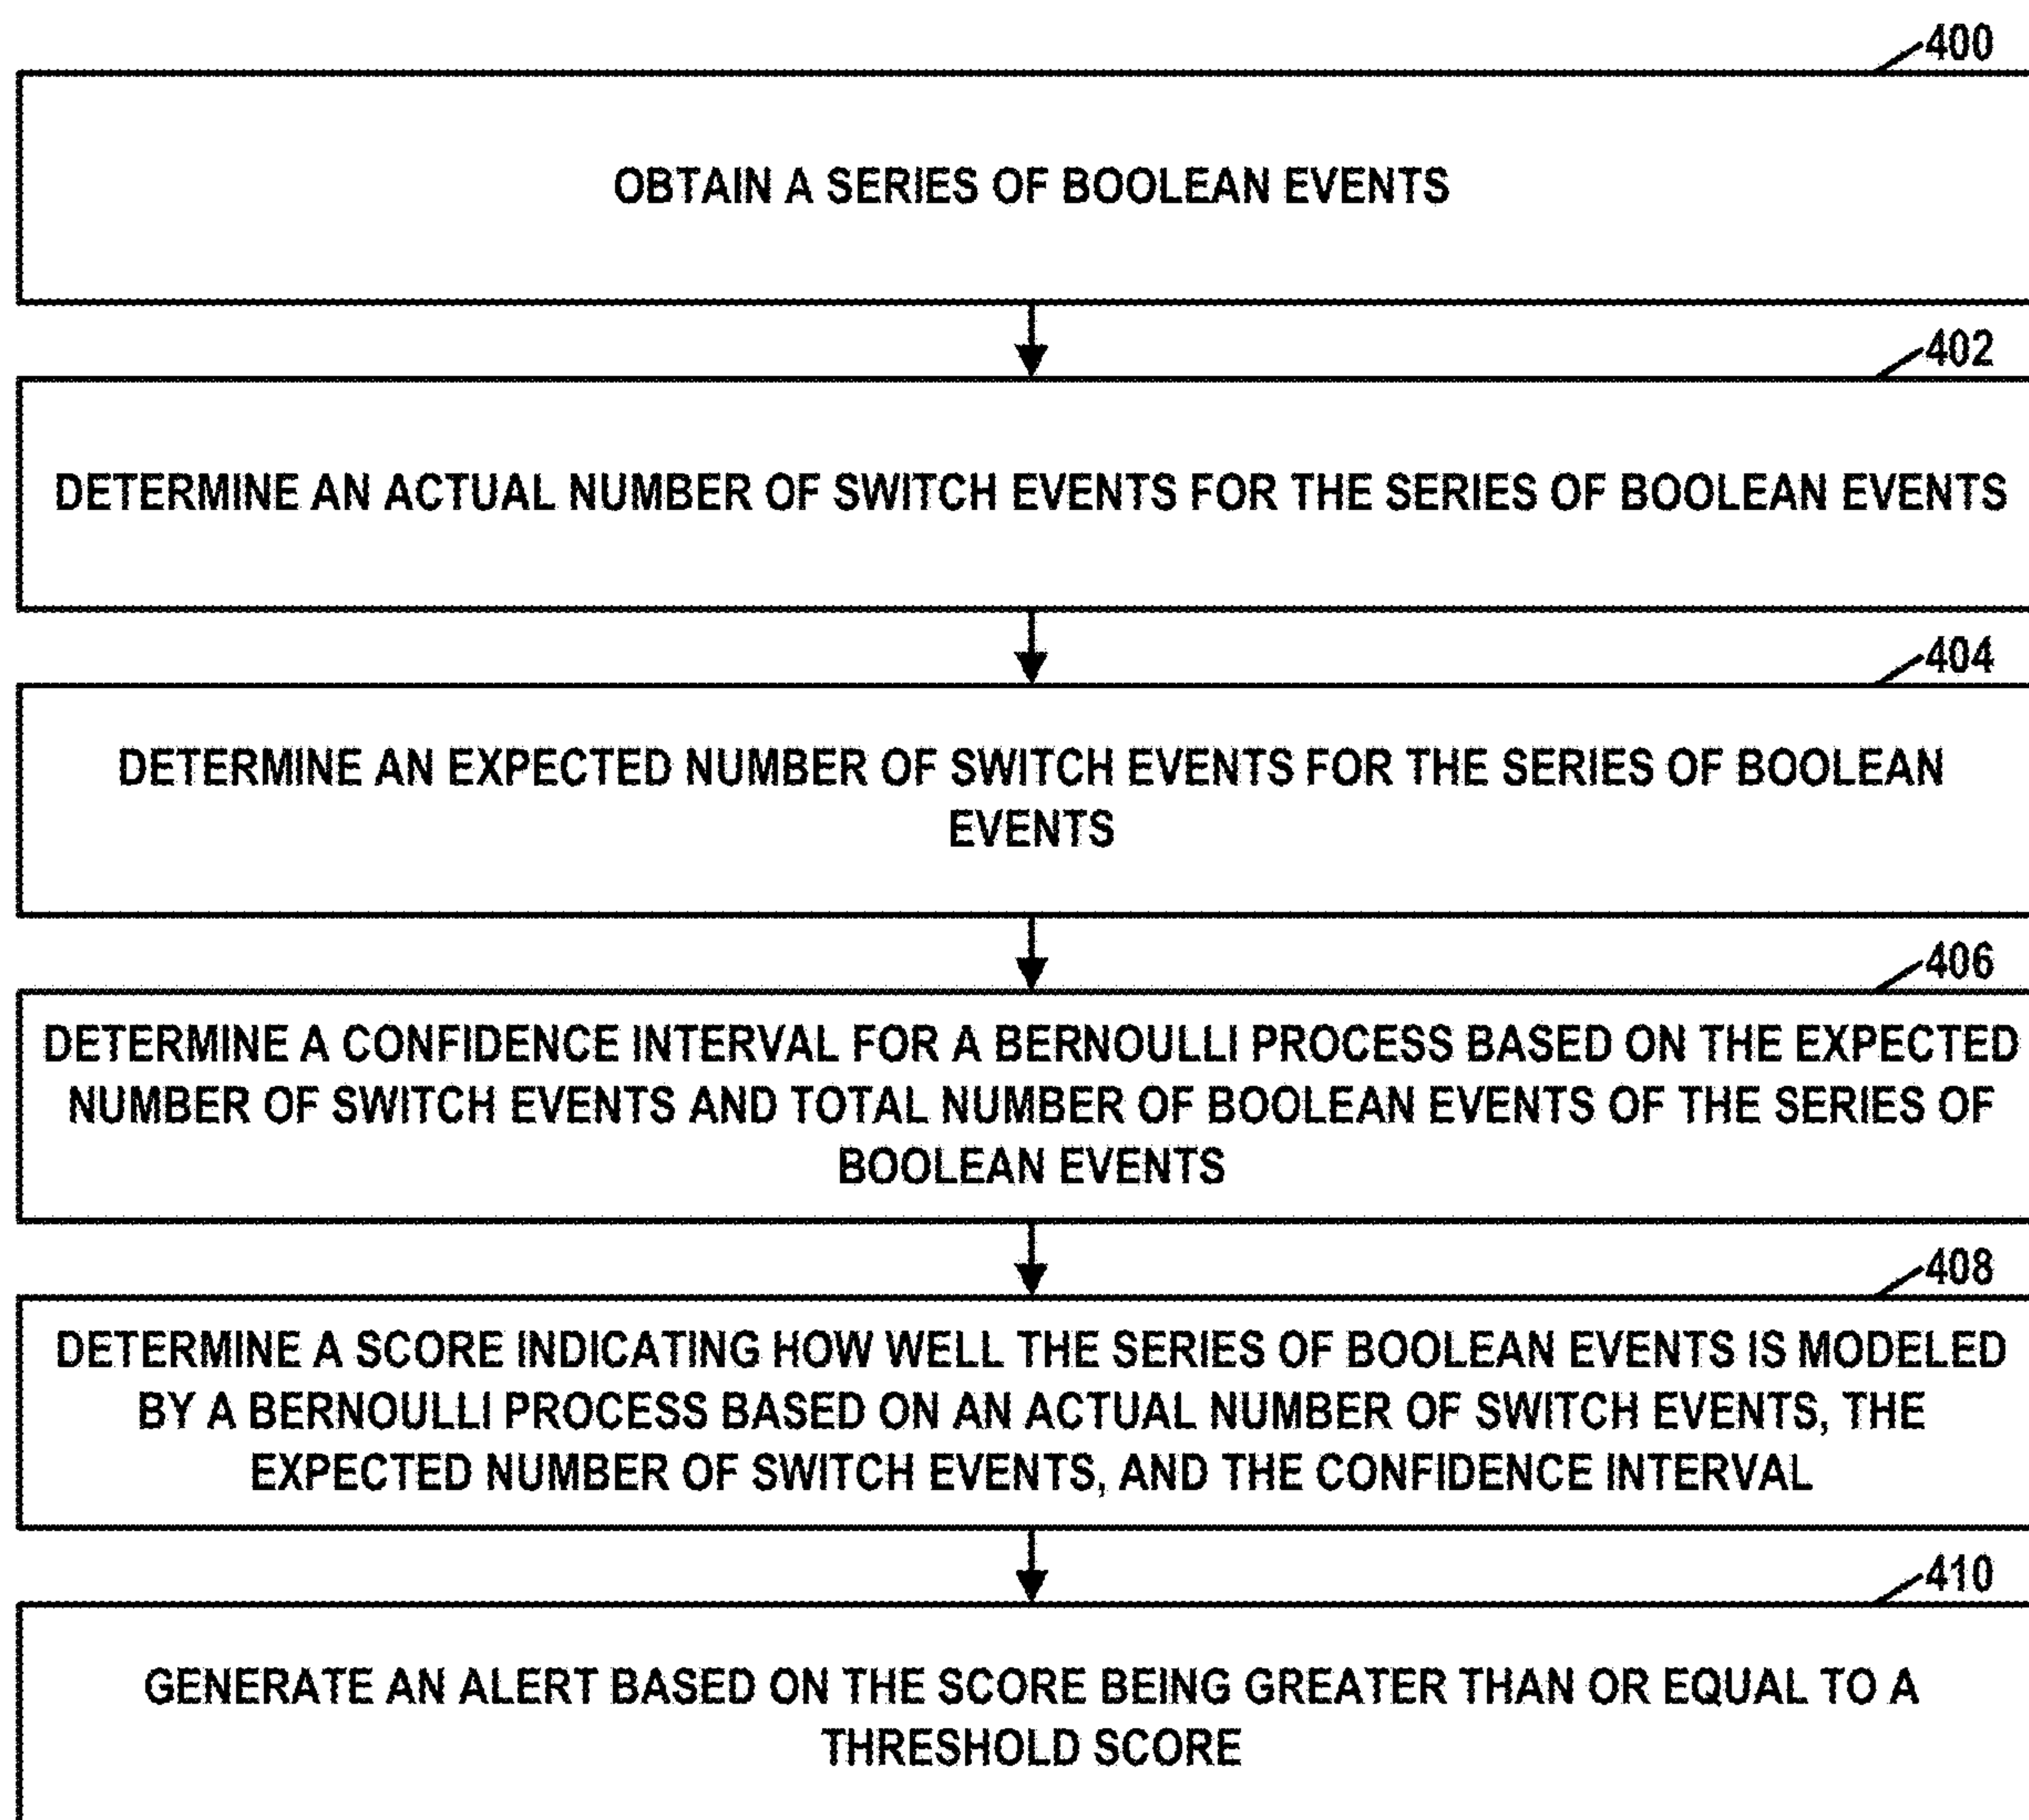 400
OBTAIN A SERIES OF BOOLEAN EVENTS
402
DETERMINE AN ACTUAL NUMBER OF SWITCH EVENTS FOR THE SERIES OF BOOLEAN EVENTS
404
DETERMINE AN EXPECTED NUMBER OF SWITCH EVENTS FOR THE SERIES OF BOOLEAN
EVENTS
406
DETERMINE A CONFIDENCE INTERVAL FOR A BERNOULLI PROCESS BASED ON THE EXPECTED
NUMBER OF SWITCH EVENTS AND TOTAL NUMBER OF BOOLEAN EVENTS OF THE SERIES OF
BOOLEAN EVENTS
408
DETERMINE A SCORE INDICATING HOW WELL THE SERIES OF BOOLEAN EVENTS IS MODELED
BY A BERNOULLI PROCESS BASED ON AN ACTUAL NUMBER OF SWITCH EVENTS, THE
EXPECTED NUMBER OF SWITCH EVENTS, AND THE CONFIDENCE INTERVAL
410
GENERATE AN ALERT BASED ON THE SCORE BEING GREATER THAN OR EQUAL TO A
THRESHOLD SCORE